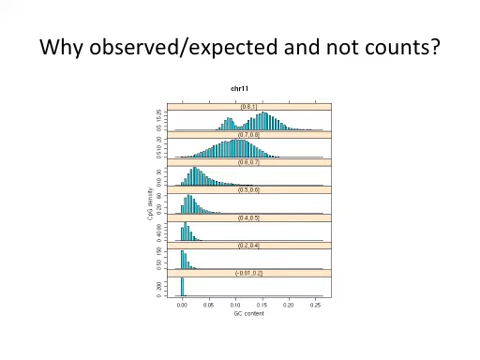 Why observed/expected and not counts?
chr11
(0.8,1]
(0.7,0.8]
(0.6,0.7]
(0.5,0.6]
(0.4,0.5]
(0.2,0.4]
(-0.01,0.2]
CpG density
0.00 0.05 0.10 0.15 0.20 0.25
GC content